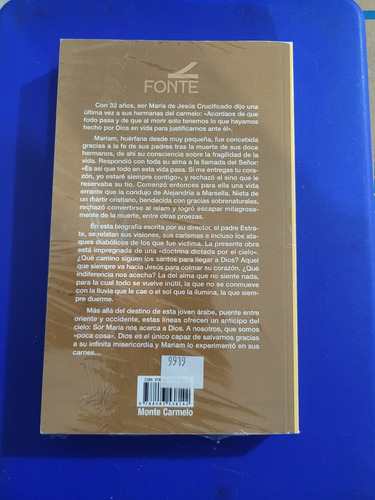 FONTE
Con 32 años, sor María de Jesús Crucificado dijo una
última vez a sus hermanas del carmelo: «Acordaos de que
todo pasa y de que al morir solo tenemos lo que hayamos
hecho por Dios en vida para justificarnos ante él».
Mariam, huérfana desde muy pequeña, fue concebida
gracias a la fe de sus padres tras la muerte de sus doce
hermanos, de ahí su consciencia sobre la fragilidad de la
vida. Respondió con toda su alma a la llamada del Señor:
«Es así que todo en esta vida pasa. Si me entregas tu cora-
zón, yo estaré siempre contigo», y rechazó el sino que le
reservaba su tío. Comenzó entonces para ella una vida
errante que la condujo de Alejandría a Marsella. Nieta de
un mártir cristiano, bendecida con gracias sobrenaturales,
rechazó convertirse al islam y logró escapar milagrosa-
mente de la muerte, entre otras proezas.
En esta biografía escrita por su director, el padre Estra-
te, se relatan sus visiones, sus carismas e incluso los ata-
ques diabólicos de los que fue víctima. La presente obra
está impregnada de una «doctrina dictada por el cielo».
¿Qué camino siguen los santos para llegar a Dios? Aquel
que siempre va hacia Jesús para colmar su corazón. ¿Qué
indiferencia nos acecha? La del alma que no siente nada,
para la cual todo se vuelve inútil, la que no se conmueve
con la lluvia que le cae o el sol que la ilumina, la que siem-
pre duerme.
Más allá del destino de esta joven árabe, puente entre
oriente y occidente, estas líneas ofrecen un anticipo del
cielo: Sor María nos acerca a Dios. A nosotros, que somos
«poca cosa». Dios es el único capaz de salvarnos gracias
a su infinita misericordia y Mariam lo experimentó en sus
carnes…
9919
ISBN 978
Monte Carmelo